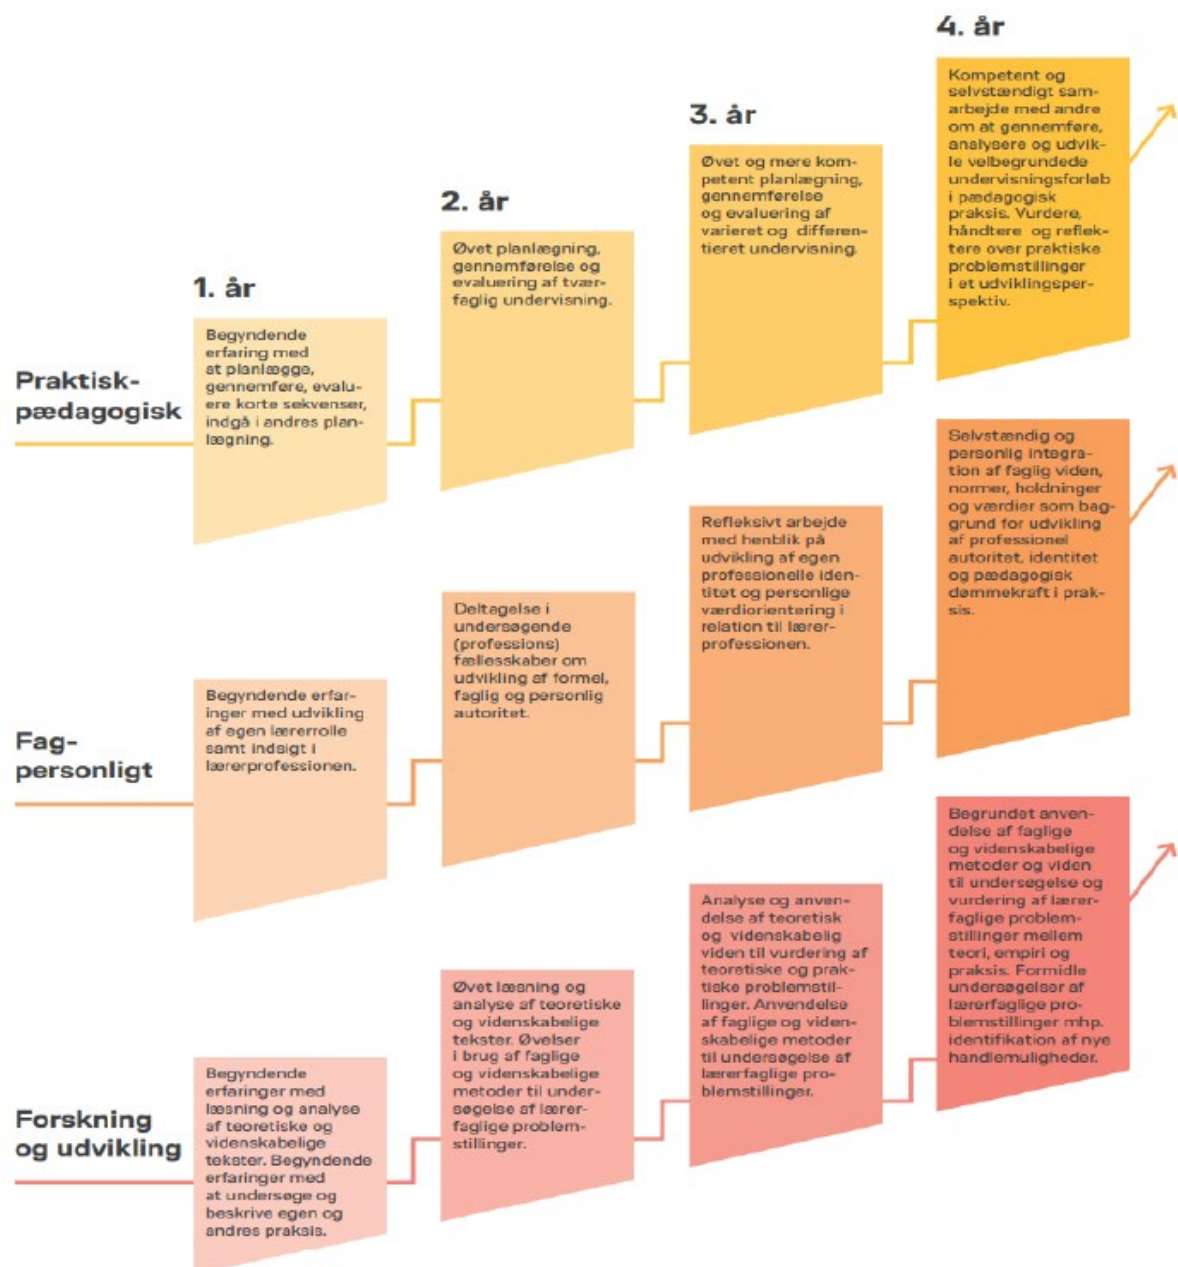 1. år
2. år
3. år
4. år
Praktisk-
pædagogisk
Begyndende
erfaring med
at planlægge,
gennemføre, evalu-
ere korte sekvenser,
indgå i andres plan-
lægning.
Øvet planlægning,
gennemførelse og
evaluering af tvær-
faglig undervisning.
Øvet og mere kom-
petent planlægning,
gennemførelse
og evaluering af
varieret og differen-
tieret undervisning.
Kompetent og
selvstændigt sam-
arbejde med andre
om at gennemføre,
analysere og udvik-
le velbegrundede
undervisningsforløb
i pædagogisk
praksis. Vurdere,
håndtere og reflek-
tere over praktiske
problemstillinger
i et udviklingsper-
spektiv.
Fag-
personligt
Begyndende erfar-
inger med udvikling
af egen lærerrolle
samt indsigt i
lærerprofessionen.
Deltagelse i
undersøgende
(professions)
fællesskaber om
udvikling af formel,
faglig og personlig
autoritet.
Refleksivt arbejde
med henblik på
udvikling af egen
professionelle iden-
titet og personlige
værdiorientering i
relation til lærer-
professionen.
Selvstændig og
personlig integra-
tion af faglig viden,
normer, holdninger
og værdier som bag-
grund for udvikling
af professionel
autoritet, identitet
og pædagogisk
dømmekraft i prak-
sis.
Forskning
og udvikling
Begyndende
erfaringer med
læsning og analyse
af teoretiske og
videnskabelige
tekster. Begyndende
erfaringer med
at undersøge og
beskrive egen og
andres praksis.
Øvet læsning og
analyse af teoretiske
og videnskabelige
tekster. Øvelser
i brug af faglige
og videnskabelige
metoder til under-
søgelse af lærer-
faglige problem-
stillinger.
Analyse og anven-
delse af teoretisk
og videnskabelig
viden til vurdering af
teoretiske og prak-
tiske problemstil-
linger. Anvendelse
af faglige og viden-
skabelige metoder
til undersøgelse af
lærerfaglige pro-
blemstillinger.
Begrundet anven-
delse af faglige
og videnskabelige
metoder og viden
til undersøgelse og
vurdering af lærer-
faglige problem-
stillinger mellem
teori, empiri og
praksis. Formidle
undersøgelser af
lærerfaglige pro-
blemstillinger mhp.
identifikation af nye
handlemuligheder.